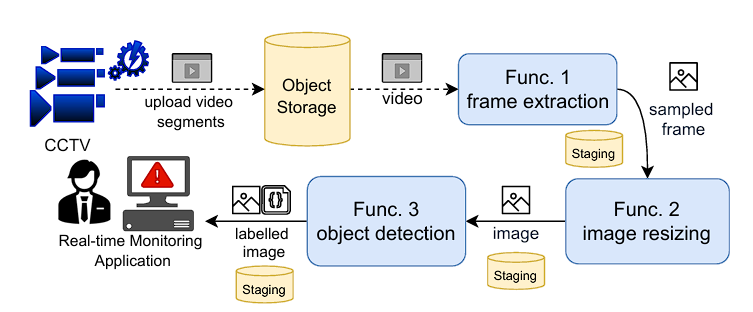 CCTV
upload video
segments
Object
Storage
video
Func. 1
frame extraction
sampled
frame
Staging
Func. 2
image resizing
image
Staging
Func. 3
object detection
{}
labelled
image
Staging
Real-time Monitoring
Application